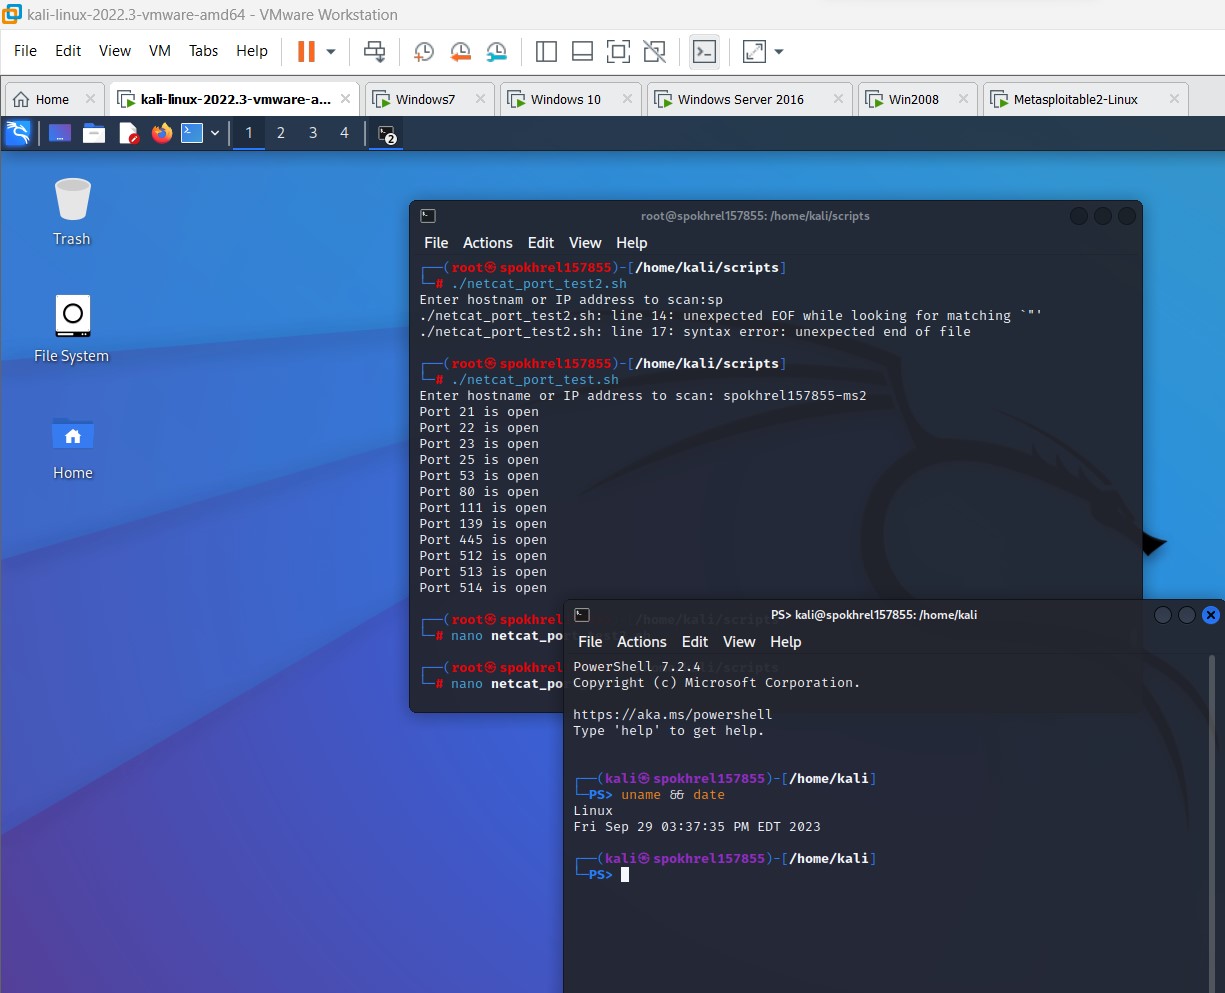 kali-linux-2022.3-vmware-amd64 - VMware Workstation
File Edit View VM Tabs Help
Home kali-linux-2022.3-vmware-a... Windows7 Windows 10 Windows Server 2016 Win2008 Metasploitable2-Linux
1 2 3 4 2
Trash
File System
Home
root@spokhrel157855: /home/kali/scripts
File Actions Edit View Help
┌──(root㉿spokhrel157855)-[/home/kali/scripts]
└─# ./netcat_port_test2.sh
Enter hostnam or IP address to scan:sp
./netcat_port_test2.sh: line 14: unexpected EOF while looking for matching `"'
./netcat_port_test2.sh: line 17: syntax error: unexpected end of file
┌──(root㉿spokhrel157855)-[/home/kali/scripts]
└─# ./netcat_port_test.sh
Enter hostname or IP address to scan: spokhrel157855-ms2
Port 21 is open
Port 22 is open
Port 23 is open
Port 25 is open
Port 53 is open
Port 80 is open
Port 111 is open
Port 139 is open
Port 445 is open
Port 512 is open
Port 513 is open
Port 514 is open
┌──(root㉿spokhrel
└─# nano netcat_po
┌──(root㉿spokhrel
└─# nano netcat_po
PS> kali@spokhrel157855: /home/kali
File Actions Edit View Help
PowerShell 7.2.4
Copyright (c) Microsoft Corporation.
https://aka.ms/powershell
Type 'help' to get help.
┌──(kali㉿spokhrel157855)-[/home/kali]
└─PS> uname && date
Linux
Fri Sep 29 03:37:35 PM EDT 2023
┌──(kali㉿spokhrel157855)-[/home/kali]
└─PS>